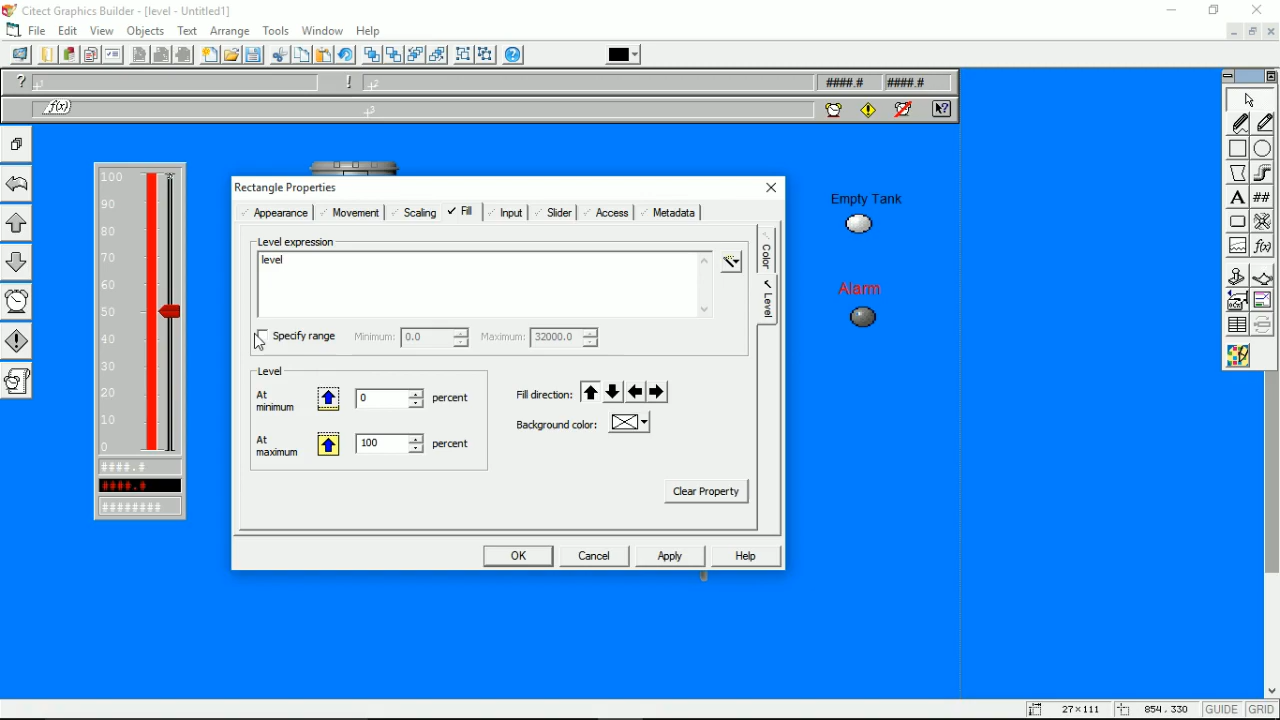 Citect Graphics Builder - [level - Untitled1]
File Edit View Objects Text Arrange Tools Window Help
? +1 ! +2 ####.# ####.#
f(x) +3
100
90
80
70
60
50
40
30
20
10
0
####.#
####.#
########
Rectangle Properties
Appearance Movement Scaling Fill Input Slider Access Metadata
Level expression
level
Color
Level
Specify range Minimum: 0.0 Maximum: 32000.0
Level
At minimum 0 percent
At maximum 100 percent
Fill direction:
Background color:
Clear Property
OK Cancel Apply Help
Empty Tank
Alarm
A ##
f(x)
27×111 854, 330 GUIDE GRID